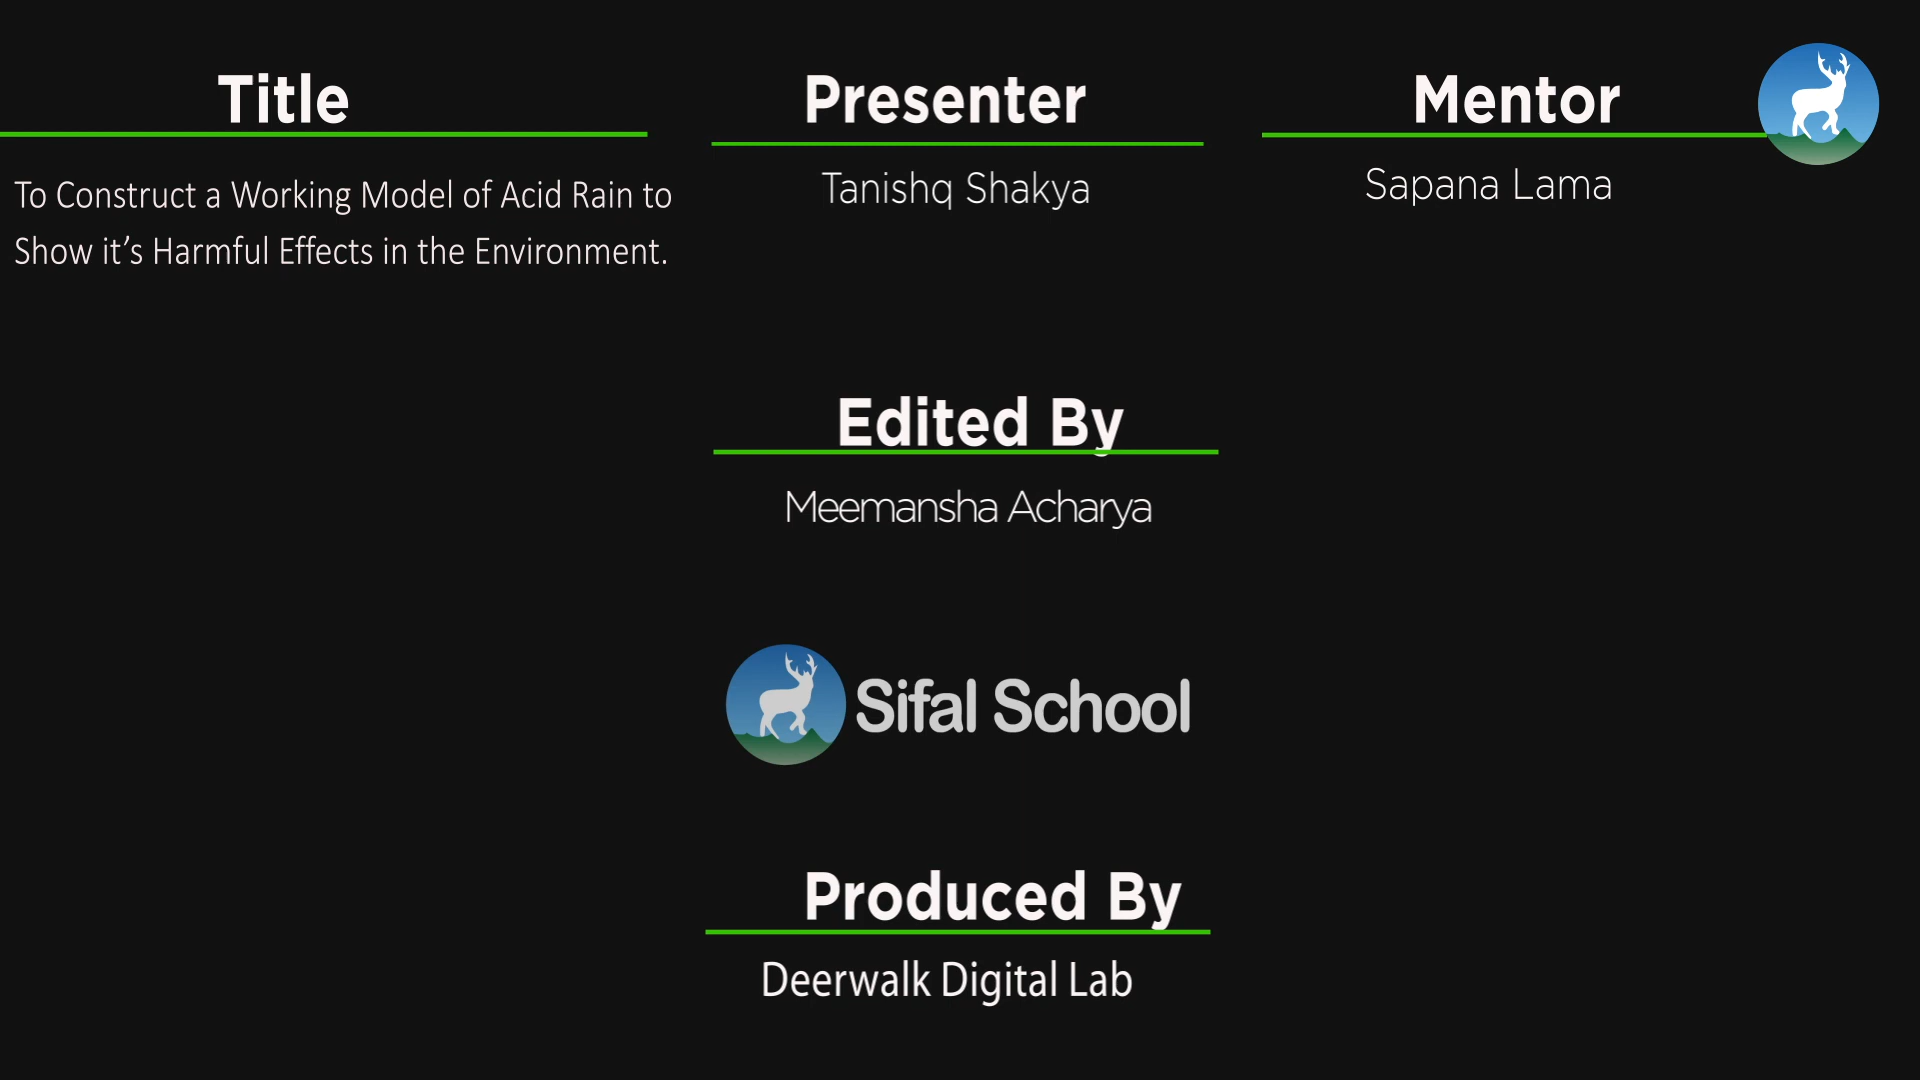 Title
To Construct a Working Model of Acid Rain to
Show it’s Harmful Effects in the Environment.
Presenter
Tanishq Shakya
Mentor
Sapana Lama
Edited By
Meemansha Acharya
Sifal School
Produced By
Deerwalk Digital Lab